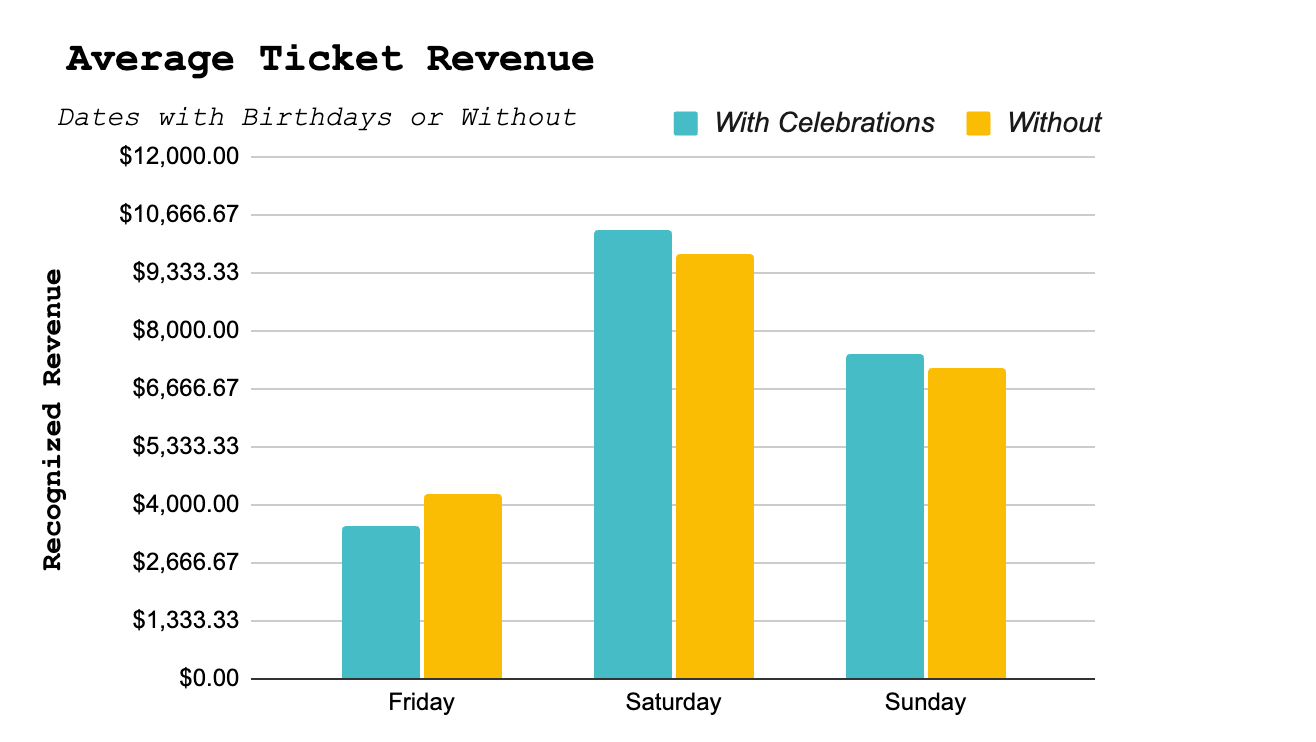 Average Ticket Revenue
Dates with Birthdays or Without
With Celebrations
Without
Recognized Revenue
$12,000.00
$10,666.67
$9,333.33
$8,000.00
$6,666.67
$5,333.33
$4,000.00
$2,666.67
$1,333.33
$0.00
Friday
Saturday
Sunday